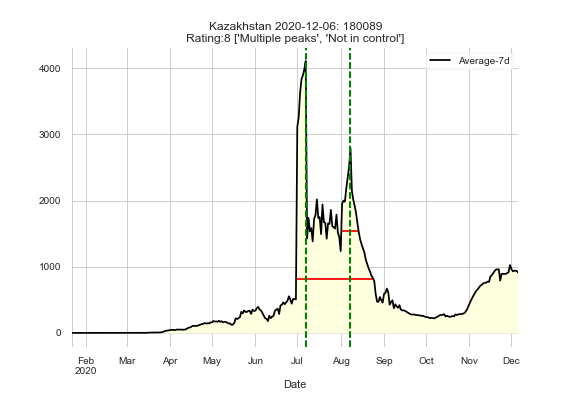 Kazakhstan 2020-12-06: 180089
Rating:8 ['Multiple peaks', 'Not in control']
Average-7d
4000
3000
2000
1000
0
Feb Mar Apr May Jun Jul Aug Sep Oct Nov Dec
2020
Date